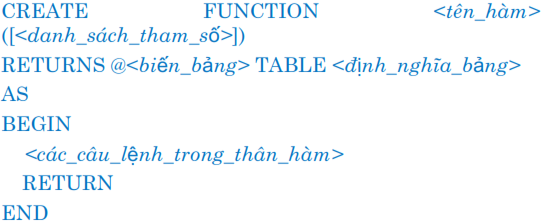 CREATE FUNCTION <tên_hàm>
([<danh_sách_tham_số>])
RETURNS @<biến_bảng> TABLE <định_nghĩa_bảng>
AS
BEGIN
<các_câu_lệnh_trong_thân_hàm>
RETURN
END